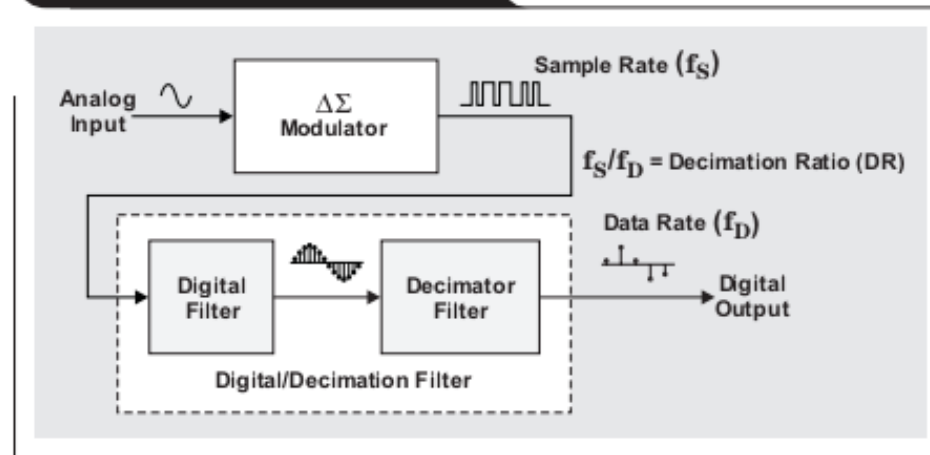 Sample Rate (fS)
Analog
Input
ΔΣ
Modulator
fS/fD = Decimation Ratio (DR)
Data Rate (fD)
Digital
Filter
Decimator
Filter
Digital
Output
Digital/Decimation Filter